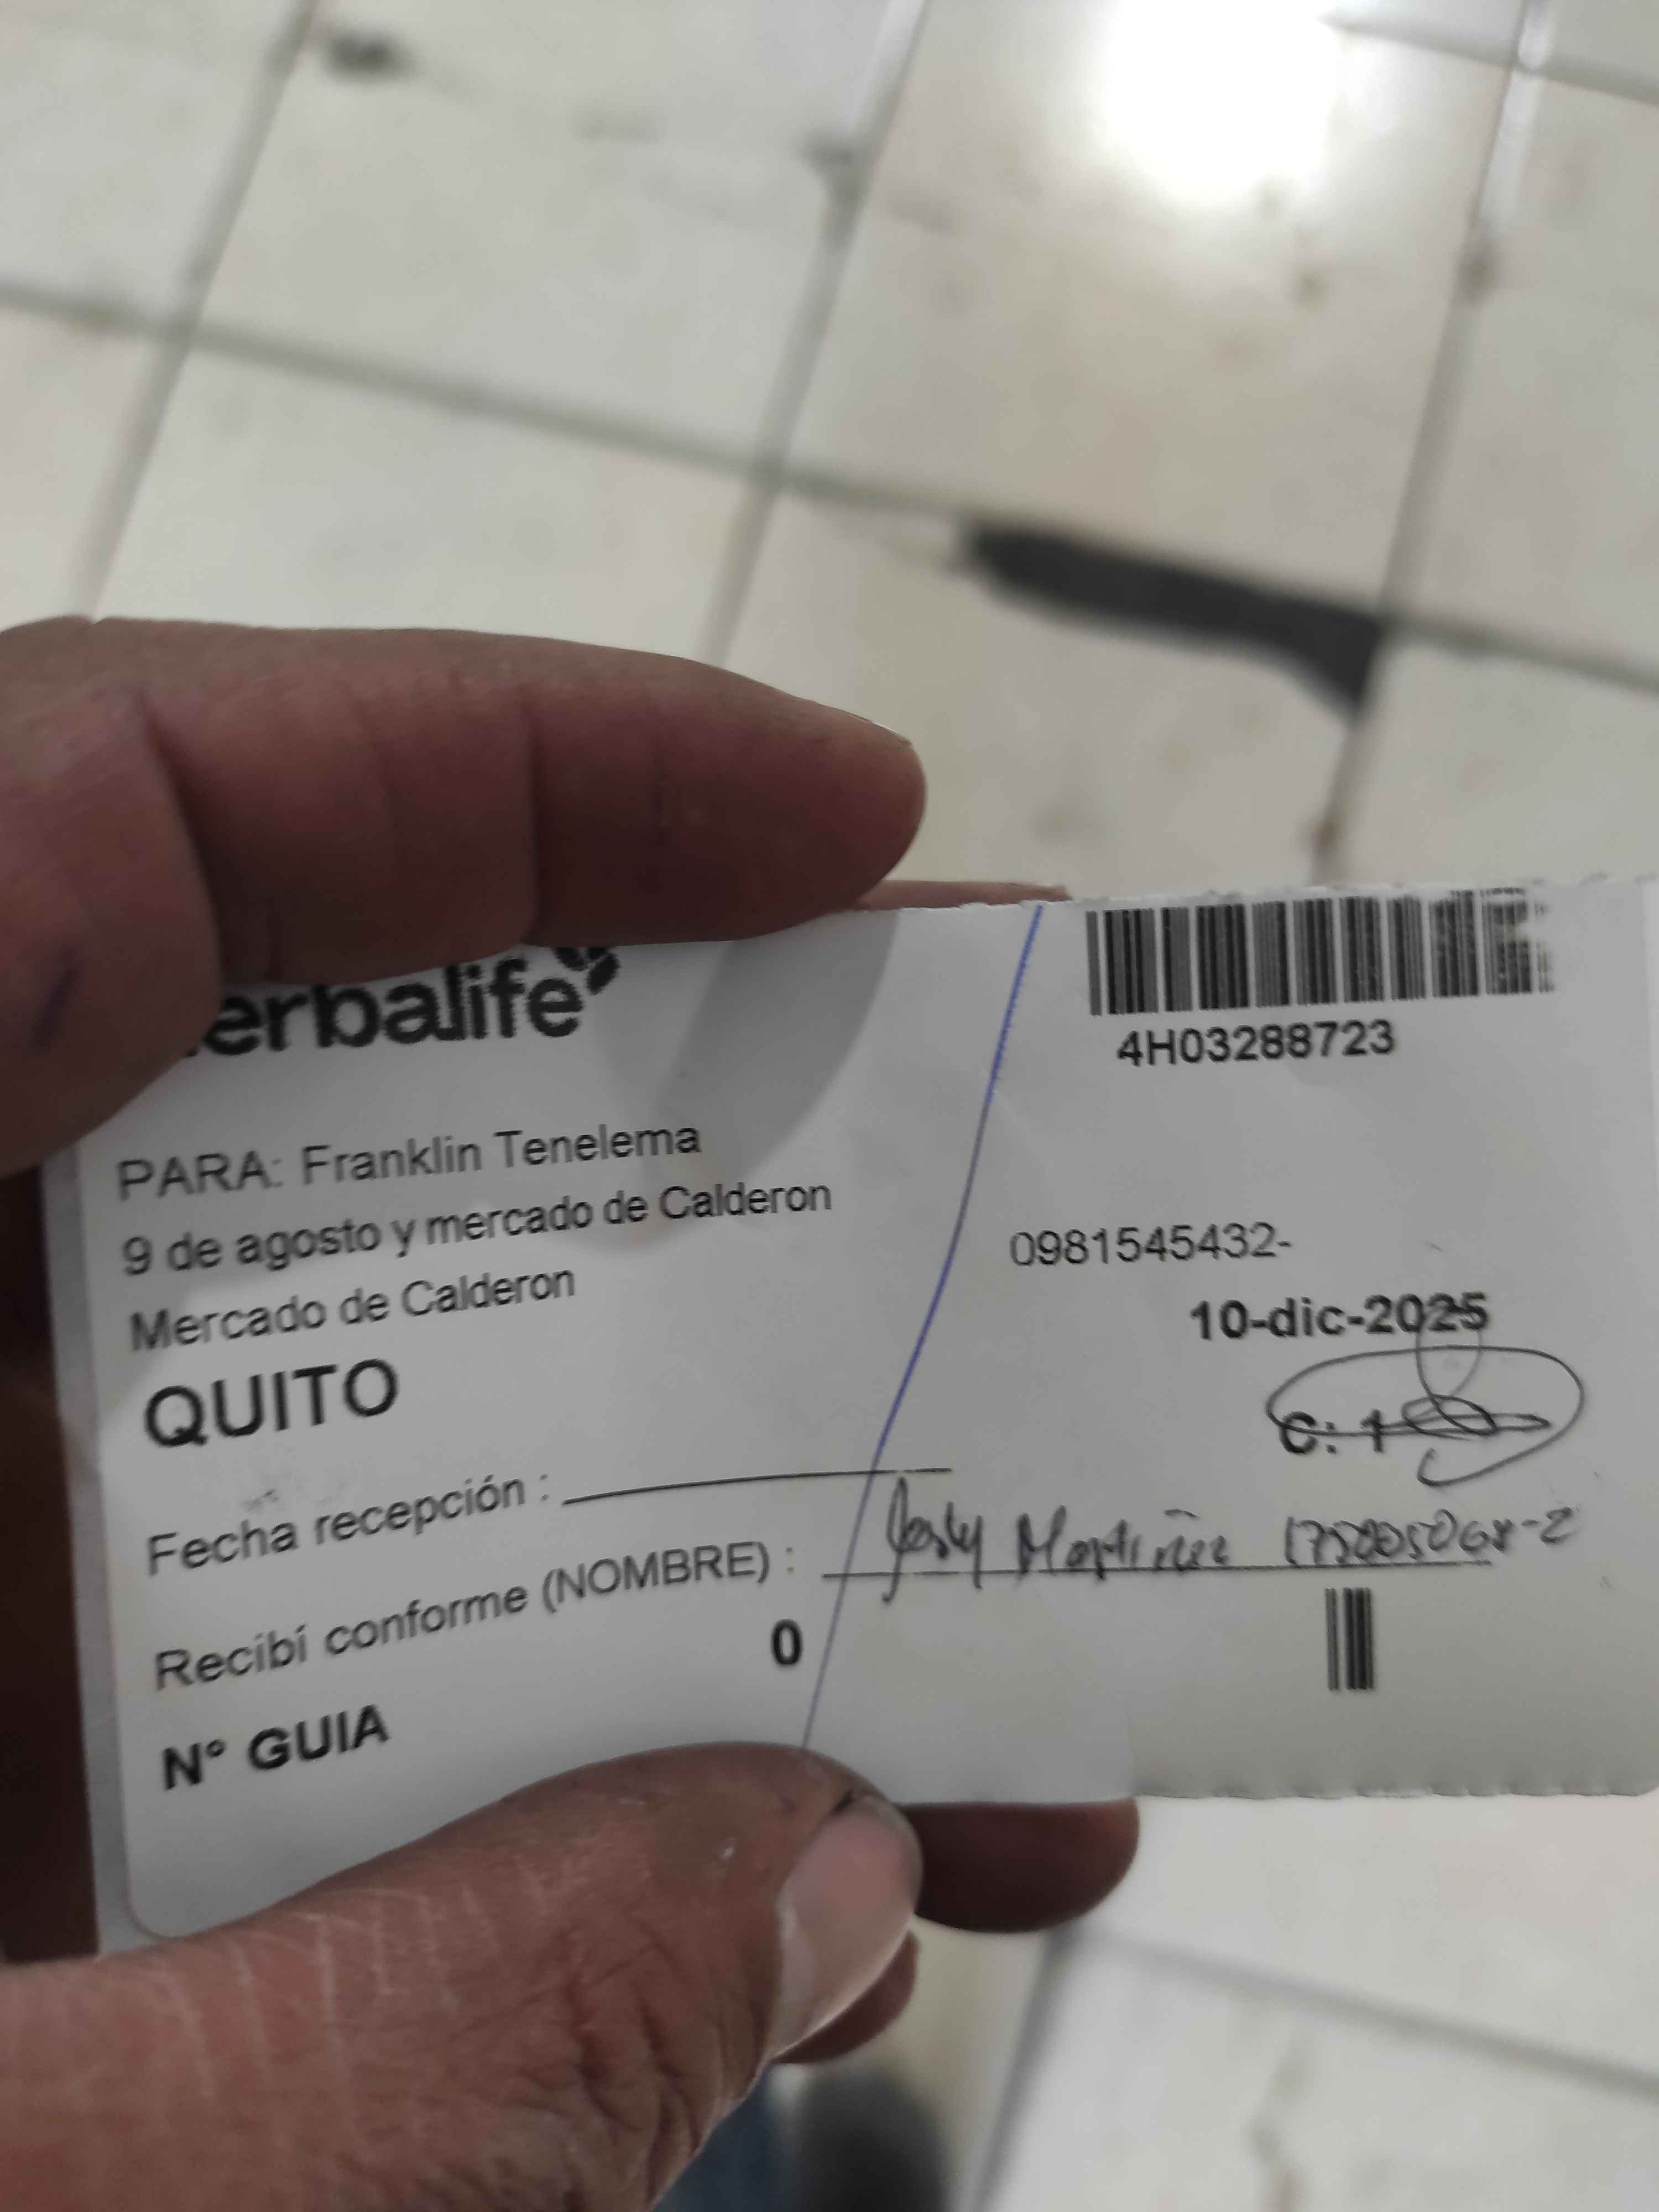 erbalife
4H03288723
PARA: Franklin Tenelema
9 de agosto y mercado de Calderon
0981545432-
Mercado de Calderon
10-dic-2025
QUITO
C: 1
Fecha recepción :
Recibí conforme (NOMBRE) :
0
N° GUIA